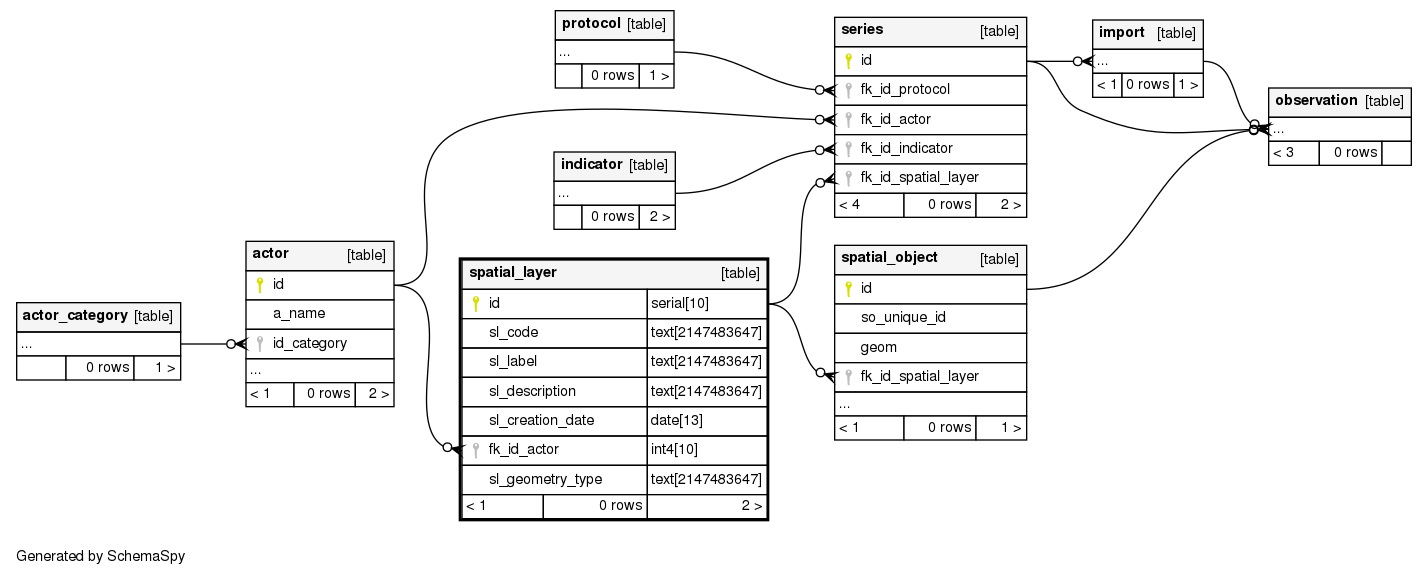 protocol [table]
...
0 rows 1 >
series [table]
id
fk_id_protocol
fk_id_actor
fk_id_indicator
fk_id_spatial_layer
< 4 0 rows 2 >
import [table]
...
< 1 0 rows 1 >
observation [table]
...
< 3 0 rows
indicator [table]
...
0 rows 2 >
actor [table]
id
a_name
id_category
...
< 1 0 rows 2 >
actor_category [table]
...
0 rows 1 >
spatial_layer [table]
id serial[10]
sl_code text[2147483647]
sl_label text[2147483647]
sl_description text[2147483647]
sl_creation_date date[13]
fk_id_actor int4[10]
sl_geometry_type text[2147483647]
< 1 0 rows 2 >
spatial_object [table]
id
so_unique_id
geom
fk_id_spatial_layer
...
< 1 0 rows 1 >
Generated by SchemaSpy